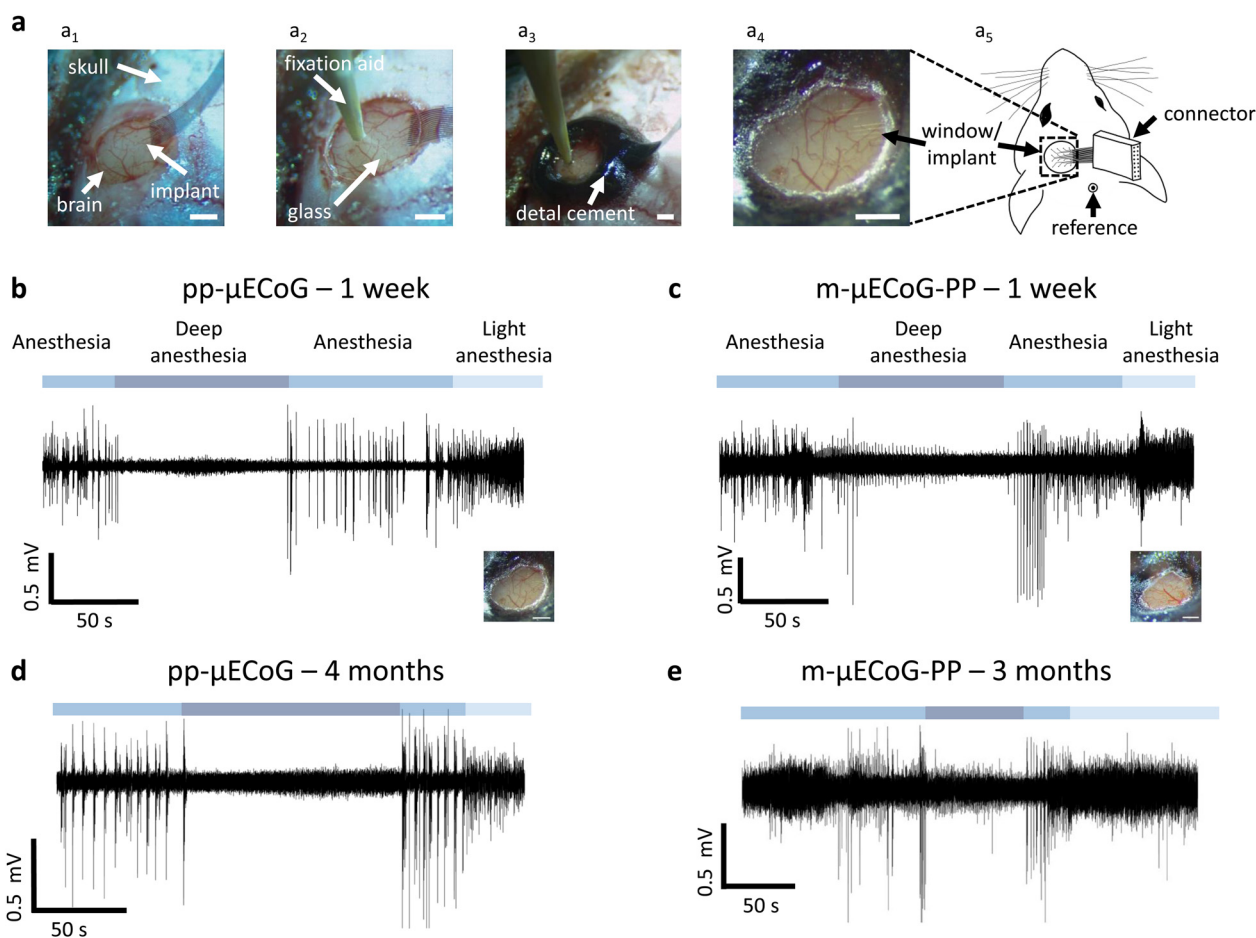 a
a1
a2
a3
a4
a5
skull
fixation aid
window/
implant
connector
brain
implant
glass
detal cement
reference
b
pp-μECoG – 1 week
Anesthesia
Deep
anesthesia
Anesthesia
Light
anesthesia
0.5 mV
50 s
c
m-μECoG-PP – 1 week
Anesthesia
Deep
anesthesia
Anesthesia
Light
anesthesia
0.5 mV
50 s
d
pp-μECoG – 4 months
0.5 mV
50 s
e
m-μECoG-PP – 3 months
0.5 mV
50 s